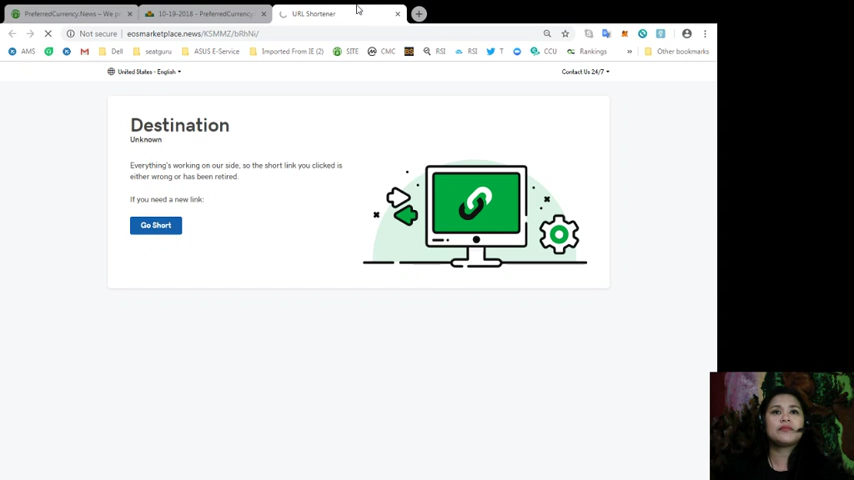 PreferredCurrency.News – We p
10-19-2018 - PreferredCurrency
URL Shortener
Not secure
eosmarketplace.news/KSMMZ/bRhNi/
AMS
Dell
seatguru
ASUS E-Service
Imported From IE (2)
SITE
CMC
RSI
RSI
CCU
Rankings
»
Other bookmarks
United States - English
Contact Us 24/7
Destination
Unknown
Everything's working on our side, so the short link you clicked is
either wrong or has been retired.
If you need a new link:
Go Short